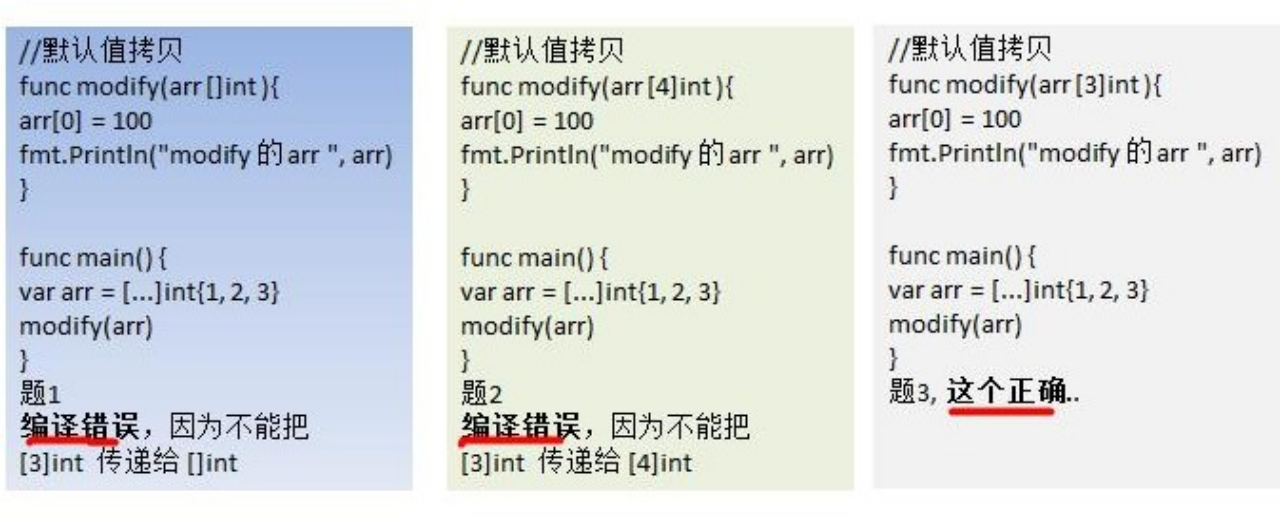 //默认值拷贝
func modify(arr []int ){
arr[0] = 100
fmt.Println("modify 的 arr ", arr)
}
func main() {
var arr = [...]int{1, 2, 3}
modify(arr)
}
题1
编译错误，因为不能把
[3]int 传递给 []int
//默认值拷贝
func modify(arr [4]int ){
arr[0] = 100
fmt.Println("modify 的 arr ", arr)
}
func main() {
var arr = [...]int{1, 2, 3}
modify(arr)
}
题2
编译错误，因为不能把
[3]int 传递给 [4]int
//默认值拷贝
func modify(arr [3]int ){
arr[0] = 100
fmt.Println("modify 的 arr ", arr)
}
func main() {
var arr = [...]int{1, 2, 3}
modify(arr)
}
题3, 这个正确..